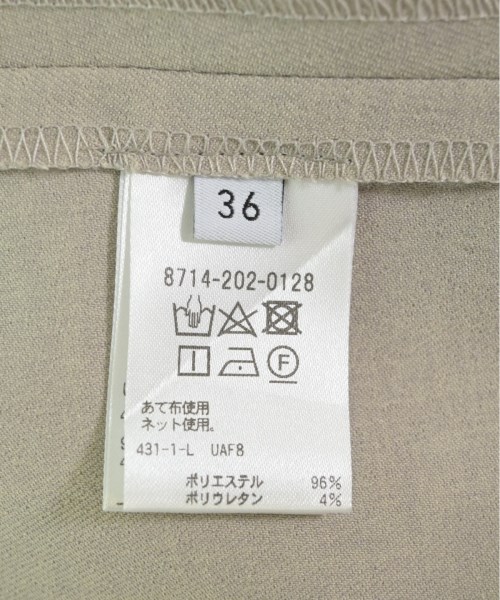 36
8714-202-0128
F
あて布使用
ネット使用。
431-1-L UAF8
ポリエステル 96%
ポリウレタン 4%